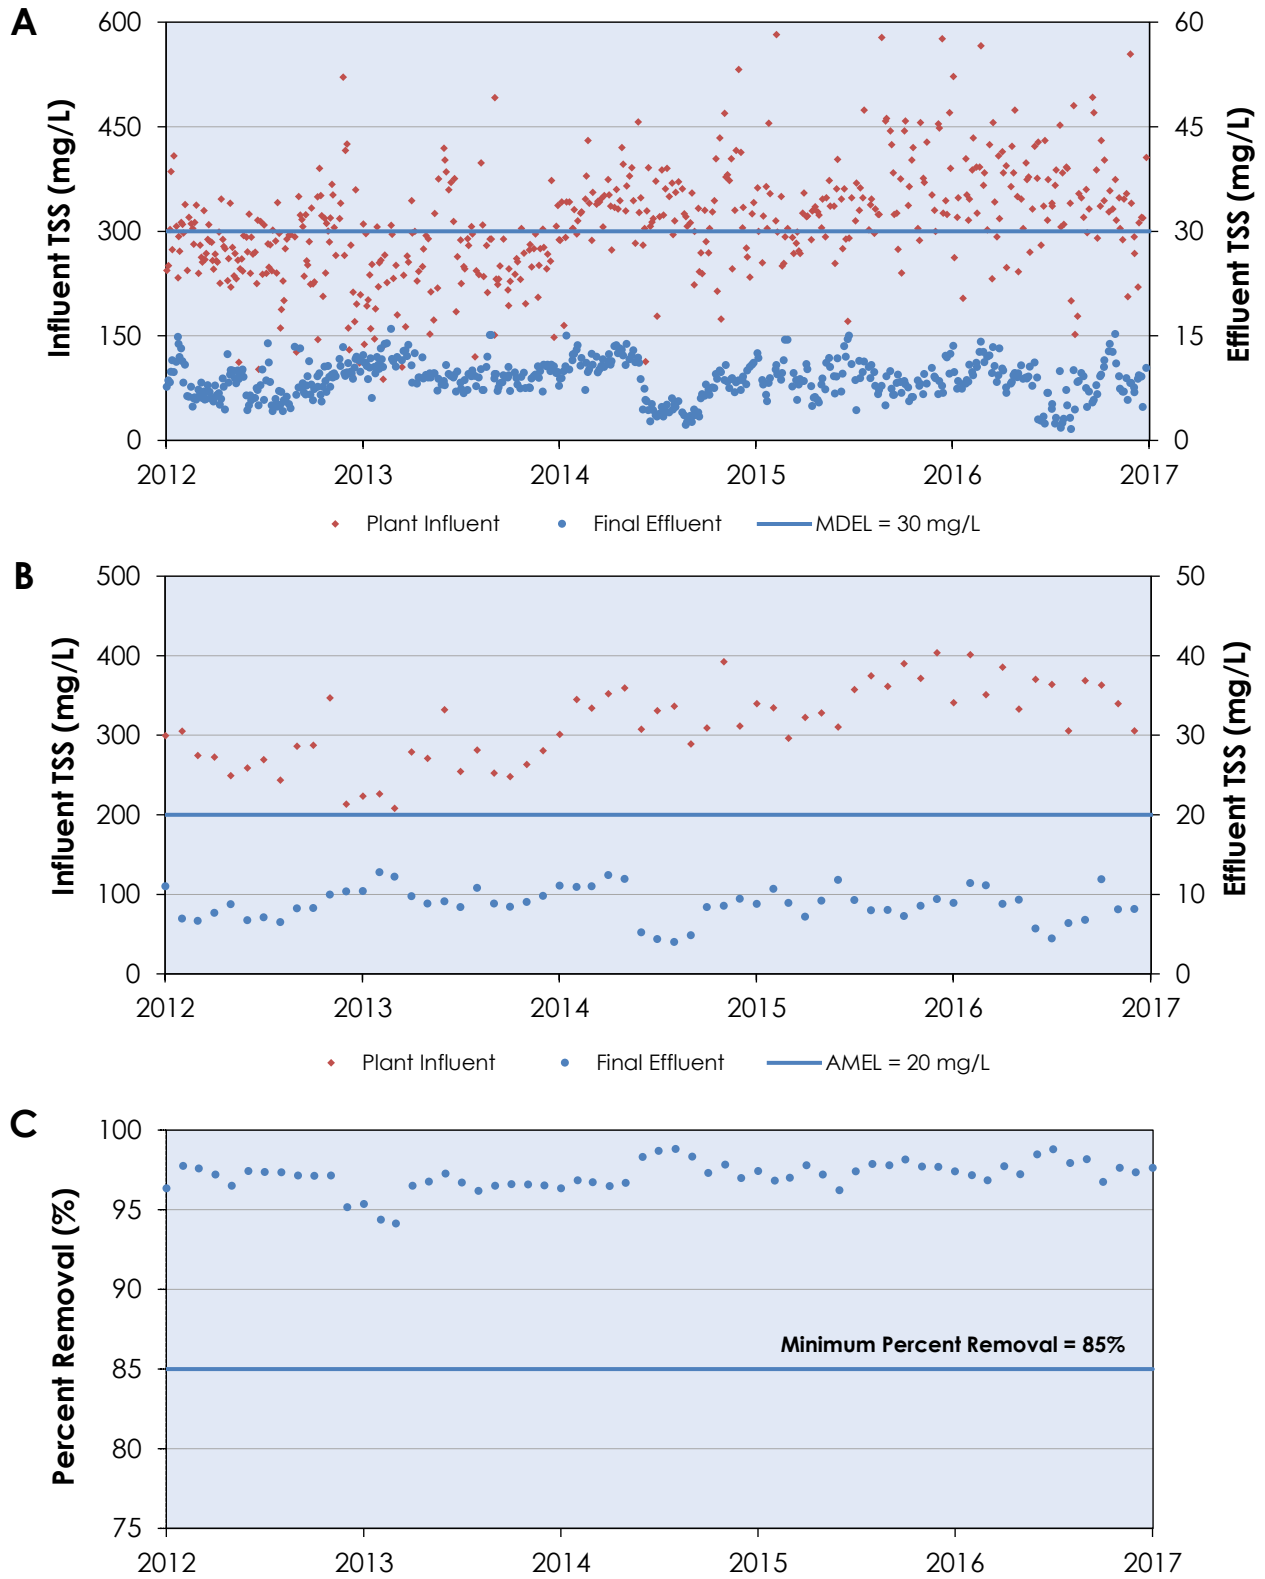 A
Influent TSS (mg/L)
600
450
300
150
0
60
45
30
15
0
Effluent TSS (mg/L)
2012 2013 2014 2015 2016 2017
Plant Influent Final Effluent MDEL = 30 mg/L
B
Influent TSS (mg/L)
500
400
300
200
100
0
50
40
30
20
10
0
Effluent TSS (mg/L)
2012 2013 2014 2015 2016 2017
Plant Influent Final Effluent AMEL = 20 mg/L
C
Percent Removal (%)
100
95
90
85
80
75
Minimum Percent Removal = 85%
2012 2013 2014 2015 2016 2017